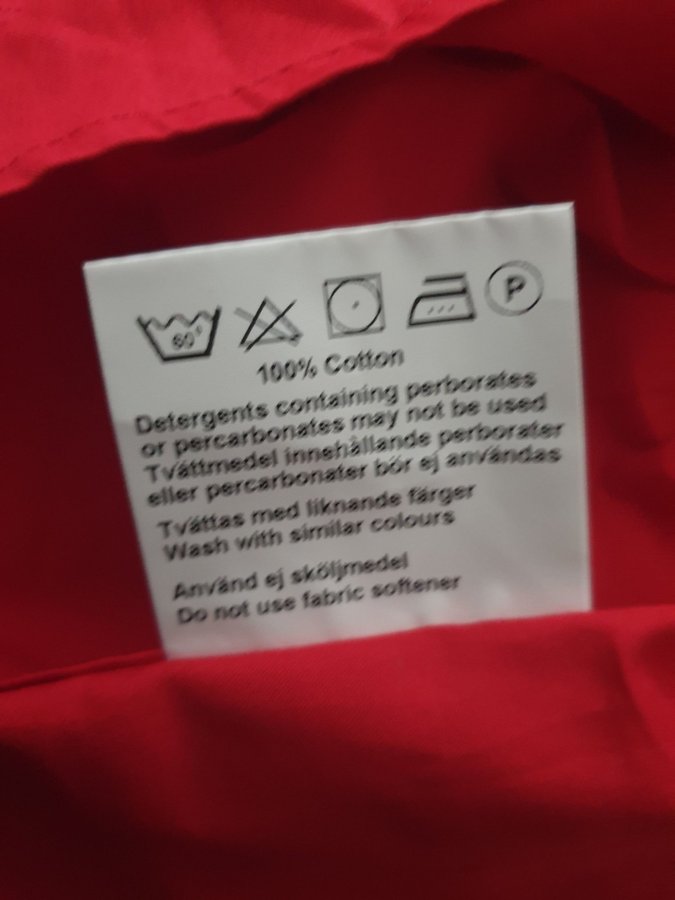 60°
P
100% Cotton
Detergents containing perborates
or percarbonates may not be used
Tvättmedel innehållande perborater
eller percarbonater bör ej användas
Tvättas med liknande färger
Wash with similar colours
Använd ej sköljmedel
Do not use fabric softener